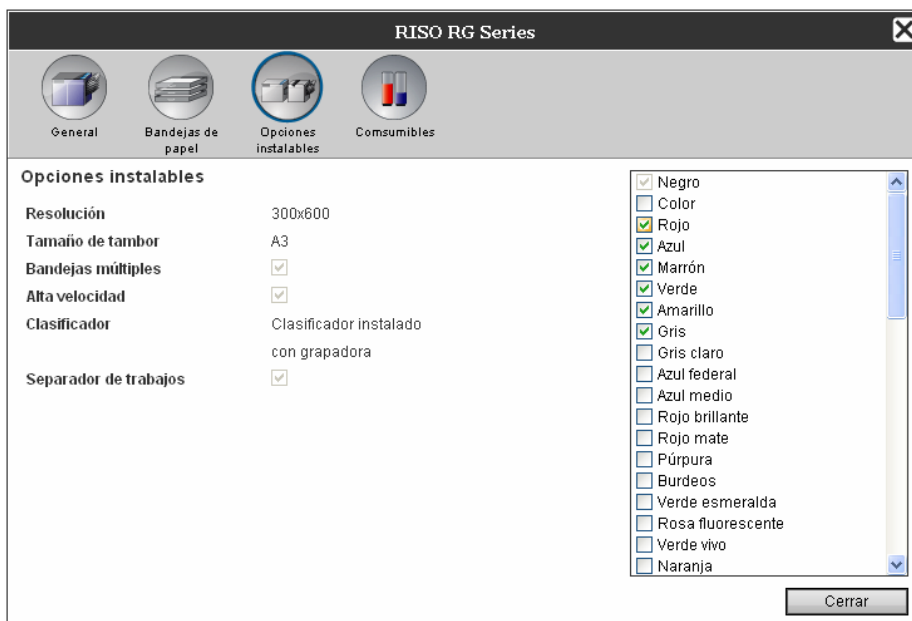 RISO RG Series
General
Bandejas de
papel
Opciones
instalables
Comsumibles
Opciones instalables
Resolución 300x600
Tamaño de tambor A3
Bandejas múltiples
Alta velocidad
Clasificador Clasificador instalado
con grapadora
Separador de trabajos
Negro
Color
Rojo
Azul
Marrón
Verde
Amarillo
Gris
Gris claro
Azul federal
Azul medio
Rojo brillante
Rojo mate
Púrpura
Burdeos
Verde esmeralda
Rosa fluorescente
Verde vivo
Naranja
Cerrar